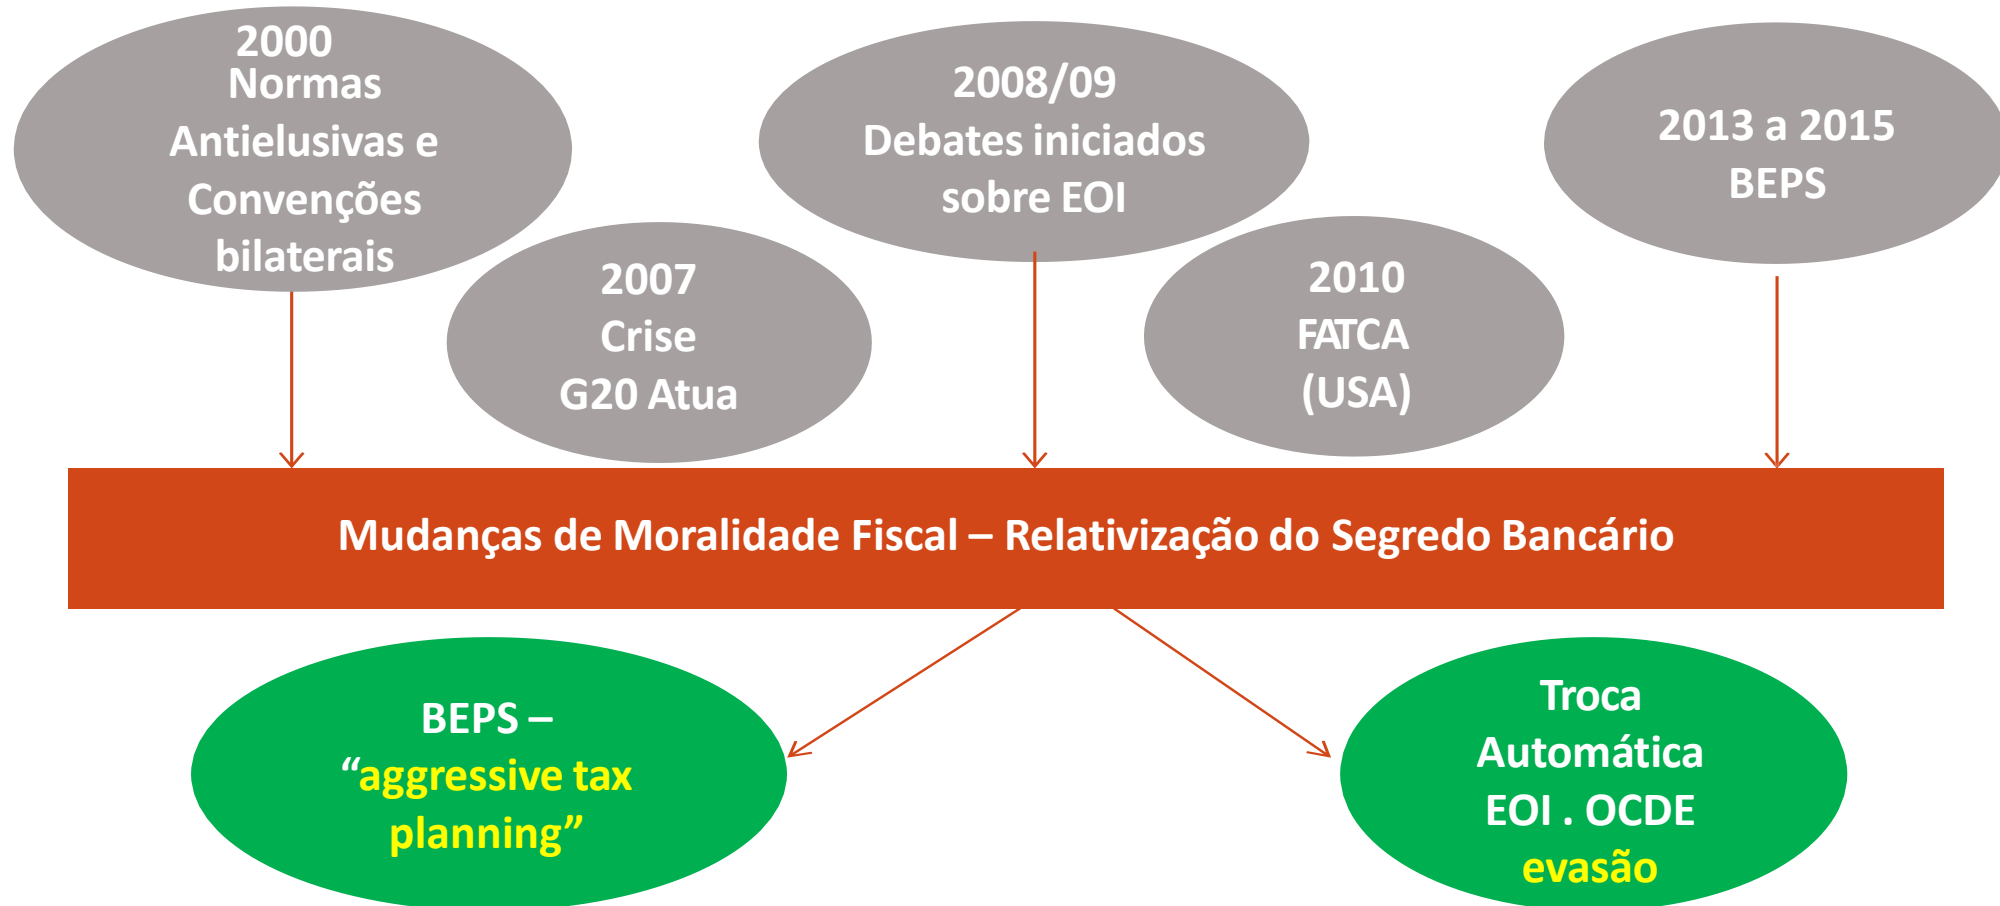 2000
Normas
Antielusivas e
Convenções
bilaterais
2007
Crise
G20 Atua
2008/09
Debates iniciados
sobre EOI
2010
FATCA
(USA)
2013 a 2015
BEPS
Mudanças de Moralidade Fiscal – Relativização do Segredo Bancário
BEPS –
“aggressive tax
planning”
Troca
Automática
EOI . OCDE
evasão